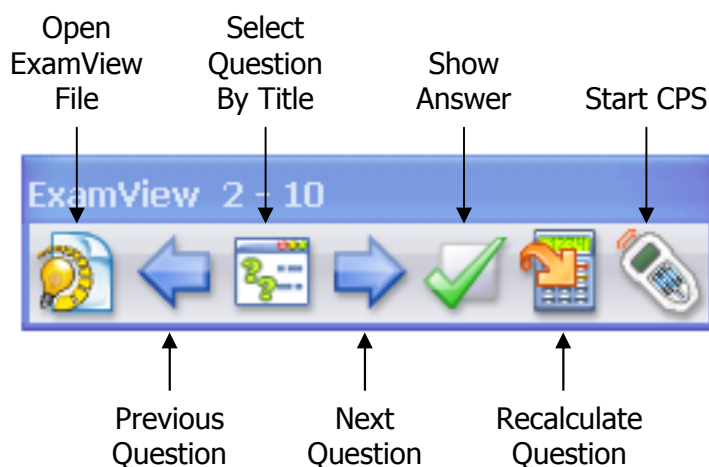 Open
ExamView
File
Select
Question
By Title
Show
Answer
Start CPS
ExamView 2 - 10
Previous
Question
Next
Question
Recalculate
Question